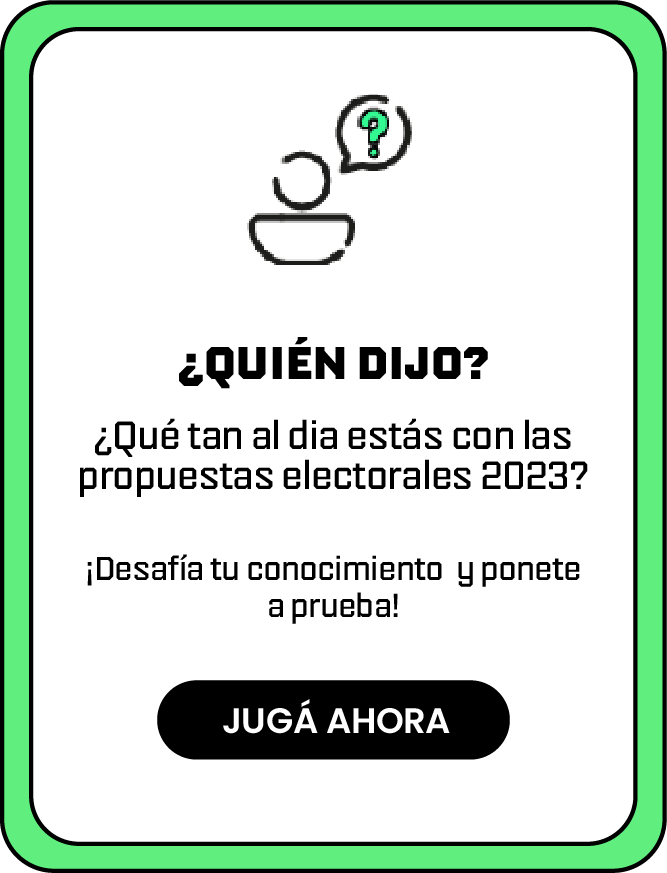 ?
¿QUIÉN DIJO?
¿Qué tan al dia estás con las
propuestas electorales 2023?
¡Desafía tu conocimiento y ponete
a prueba!
JUGÁ AHORA